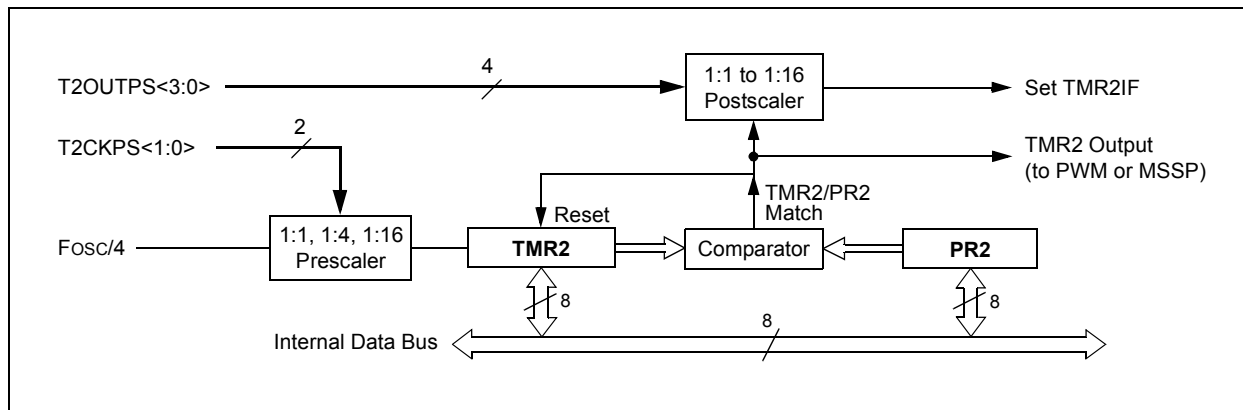 T2OUTPS<3:0>
4
1:1 to 1:16
Postscaler
Set TMR2IF
T2CKPS<1:0>
2
TMR2 Output
(to PWM or MSSP)
TMR2/PR2
Match
Reset
FOSC/4
1:1, 1:4, 1:16
Prescaler
TMR2
Comparator
PR2
8
8
8
Internal Data Bus